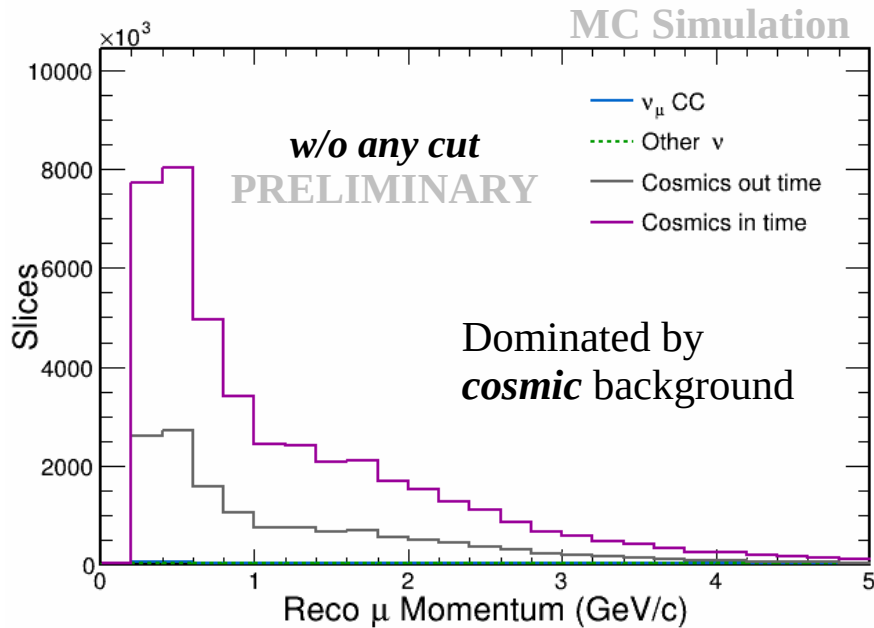 MC Simulation
×10³
10000
8000
6000
4000
2000
0
Slices
w/o any cut
PRELIMINARY
ν_μ CC
Other ν
Cosmics out time
Cosmics in time
Dominated by
cosmic background
0 1 2 3 4 5
Reco μ Momentum (GeV/c)